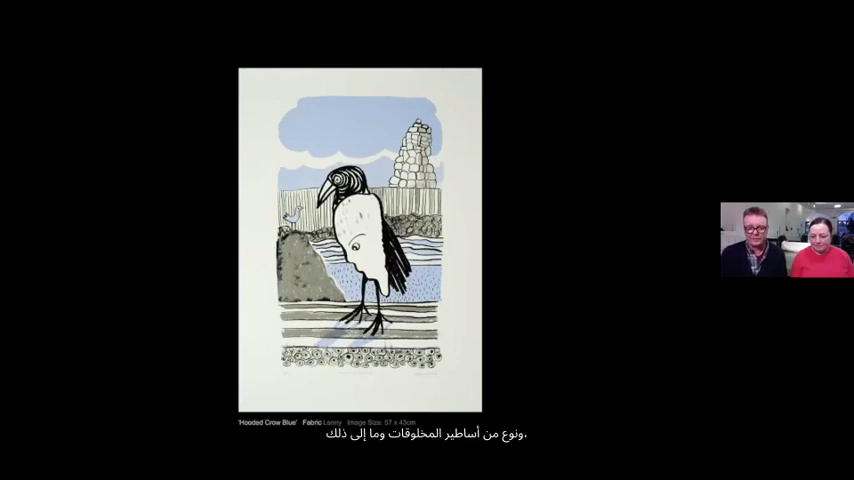 'Hooded Crow Blue' Fabric Lenny Image Size: 57 x 43cm
ونوع من أساطير المخلوقات وما إلى ذلك،